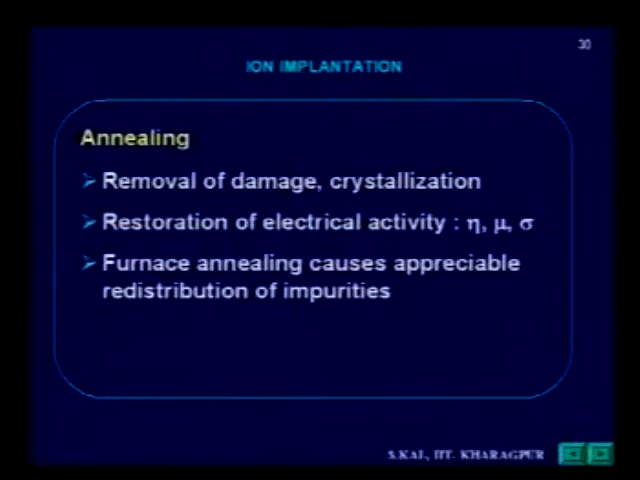 30
ION IMPLANTATION
Annealing
➢ Removal of damage, crystallization
➢ Restoration of electrical activity : η, μ, σ
➢ Furnace annealing causes appreciable
redistribution of impurities
S.KAL, IIT- KHARAGPUR